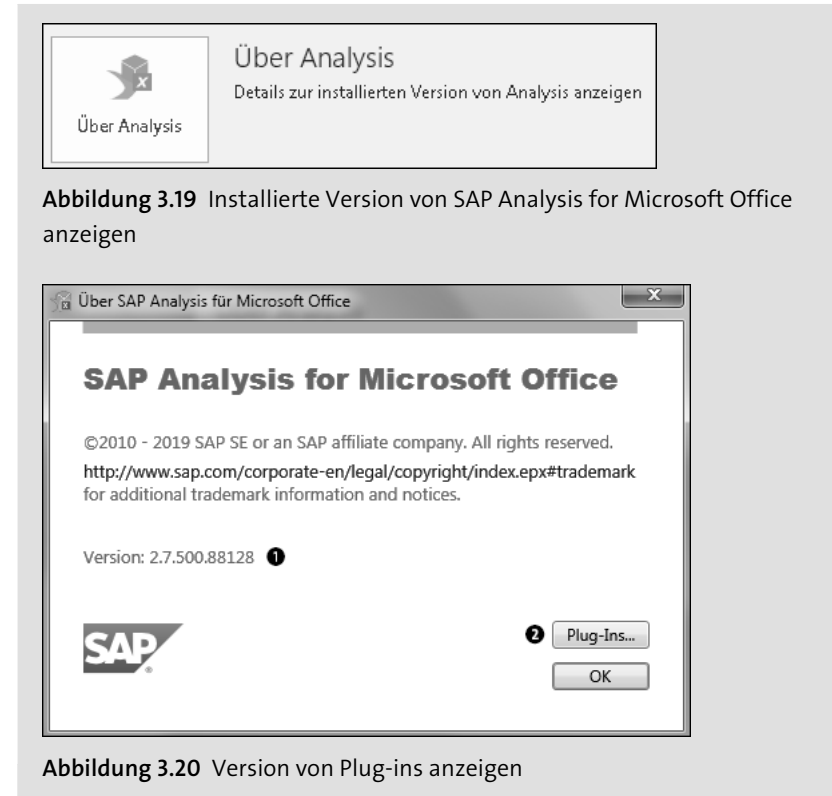 Über Analysis
Details zur installierten Version von Analysis anzeigen
Über Analysis
Abbildung 3.19 Installierte Version von SAP Analysis for Microsoft Office
anzeigen
Über SAP Analysis für Microsoft Office
SAP Analysis for Microsoft Office
©2010 - 2019 SAP SE or an SAP affiliate company. All rights reserved.
http://www.sap.com/corporate-en/legal/copyright/index.epx#trademark
for additional trademark information and notices.
Version: 2.7.500.88128 ❶
❷ Plug-Ins...
SAP®
OK
Abbildung 3.20 Version von Plug-ins anzeigen